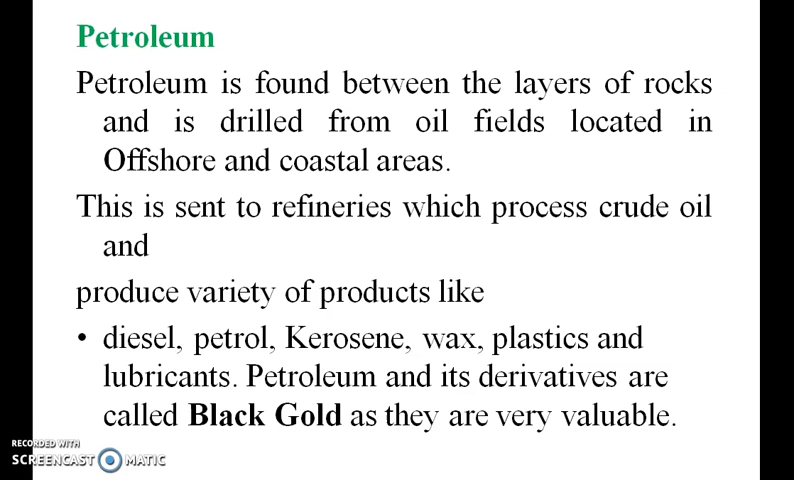 Petroleum
Petroleum is found between the layers of rocks
and is drilled from oil fields located in
Offshore and coastal areas.
This is sent to refineries which process crude oil
and
produce variety of products like
• diesel, petrol, Kerosene, wax, plastics and
lubricants. Petroleum and its derivatives are
called Black Gold as they are very valuable.
RECORDED WITH
SCREENCAST MATIC